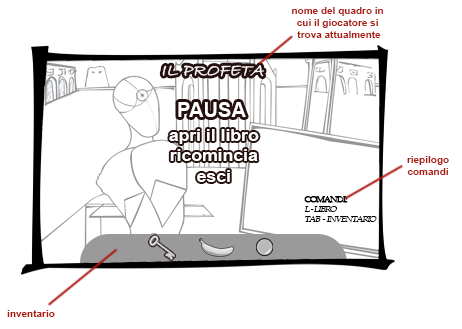 nome del quadro in
cui il giocatore si
trova attualmente
IL PROFETA
PAUSA
apri il libro
ricomincia
esci
riepilogo
comandi
COMANDI:
L - LIBRO
TAB - INVENTARIO
inventario